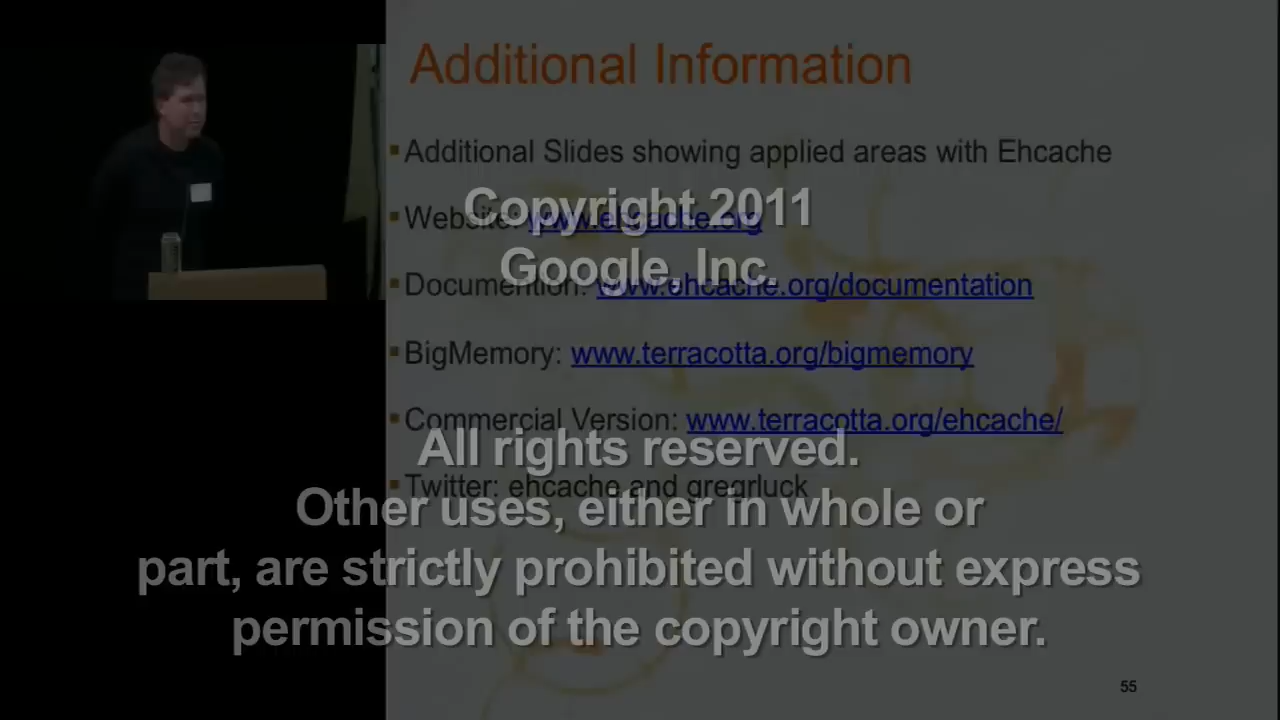 Additional Information
Additional Slides showing applied areas with Ehcache
Website: www.ehcache.org
Documention: www.ehcache.org/documentation
BigMemory: www.terracotta.org/bigmemory
Commercial Version: www.terracotta.org/ehcache/
Twitter: ehcache and gregrluck
55
Copyright 2011
Google, Inc.
All rights reserved.
Other uses, either in whole or
part, are strictly prohibited without express
permission of the copyright owner.